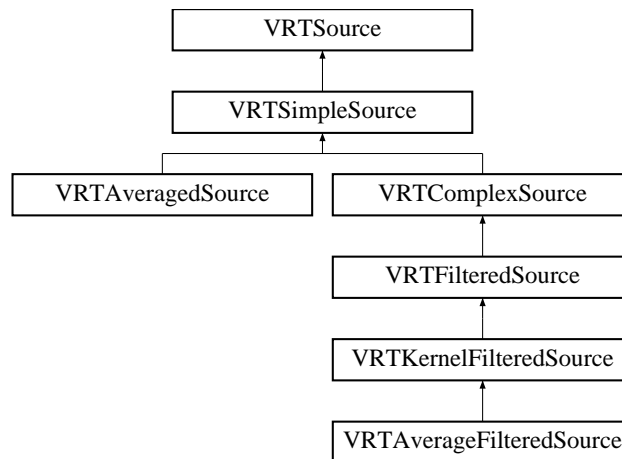 VRTSource
VRTSimpleSource
VRTAveragedSource
VRTComplexSource
VRTFilteredSource
VRTKernelFilteredSource
VRTAverageFilteredSource